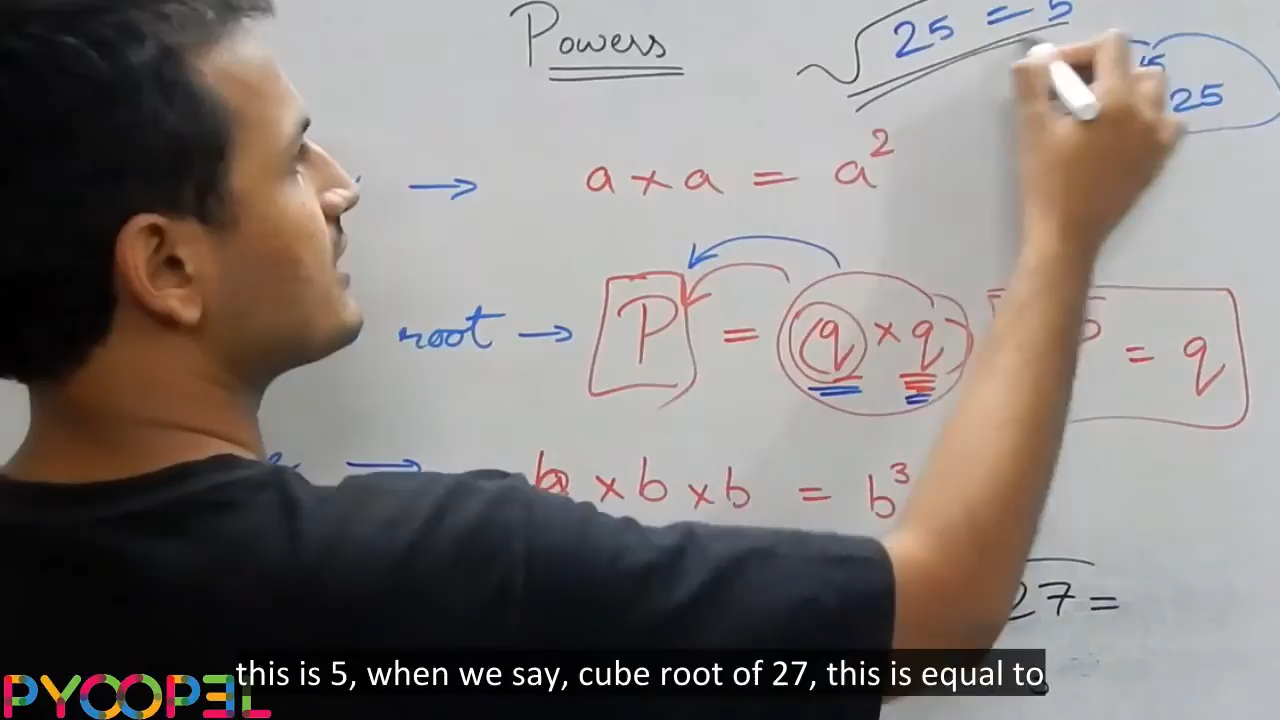 Powers
√25 = 5
25
→ a × a = a²
root → P = q × q
= q
→ b × b × b = b³
27 =
this is 5, when we say, cube root of 27, this is equal to
PYOOPEL